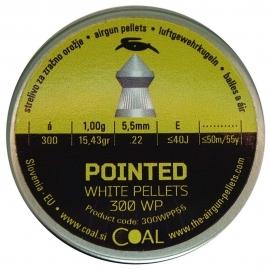 strelivo za zračno orožje • airgun pellets • luftgewehrkugeln • balles a áir
á 1,00g 5,5mm E ..............
300 15,43gr .22 ≤40J ≤50m/55y
POINTED
WHITE PELLETS
300 WP
Product code: 300WPP55
COAL
Slovenia - EU • www.coal.si
www.the-airgun-pellets.com •